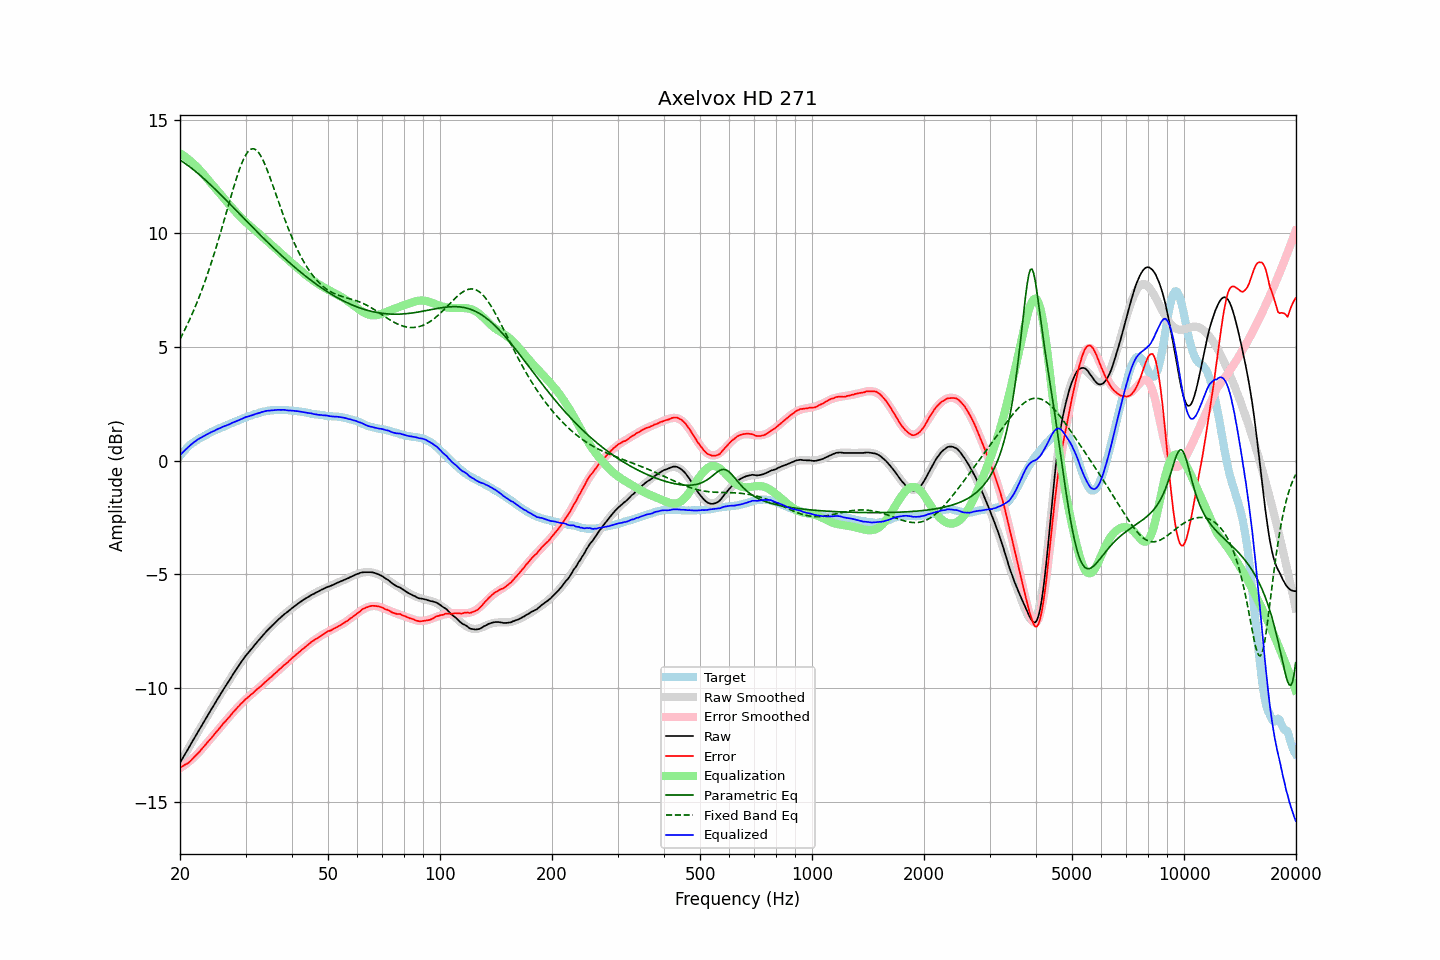 Axelvox HD 271
15
10
5
0
−5
−10
−15
Amplitude (dBr)
20
50
100
200
500
1000
2000
5000
10000
20000
Frequency (Hz)
Target
Raw Smoothed
Error Smoothed
Raw
Error
Equalization
Parametric Eq
Fixed Band Eq
Equalized